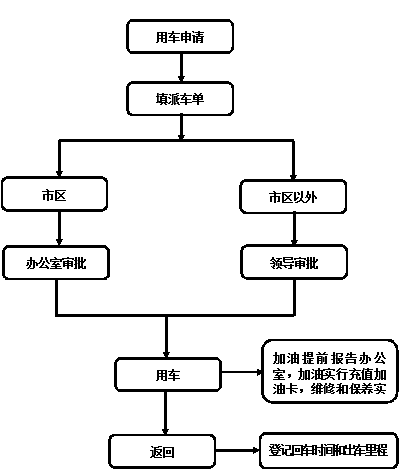 用车申请
填派车单
市区
市区以外
办公室审批
领导审批
用车
加油提前报告办公
室，加油实行充值加
油卡，维修和保养实
返回
登记回车时间和出车里程